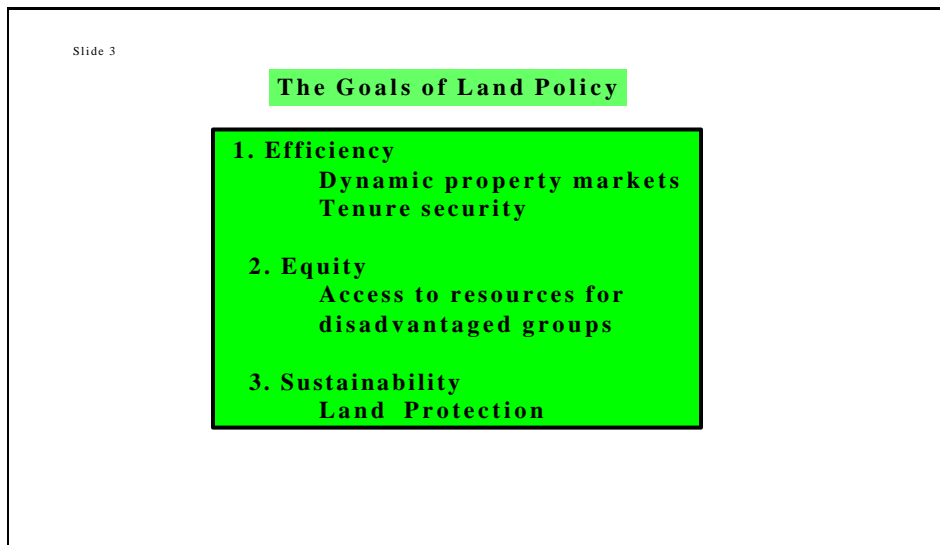 Slide 3
The Goals of Land Policy
1. Efficiency
Dynamic property markets
Tenure security
2. Equity
Access to resources for
disadvantaged groups
3. Sustainability
Land Protection